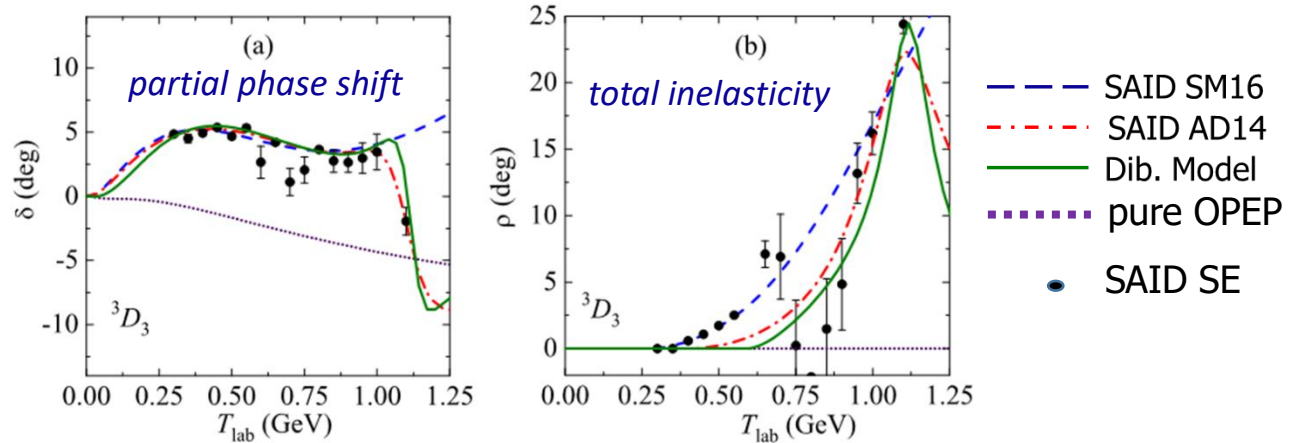 (a)
partial phase shift
10
5
0
-5
-10
δ (deg)
³D₃
0.00 0.25 0.50 0.75 1.00 1.25
T_lab (GeV)
(b)
total inelasticity
25
20
15
10
5
0
ρ (deg)
³D₃
0.00 0.25 0.50 0.75 1.00 1.25
T_lab (GeV)
SAID SM16
SAID AD14
Dib. Model
pure OPEP
SAID SE